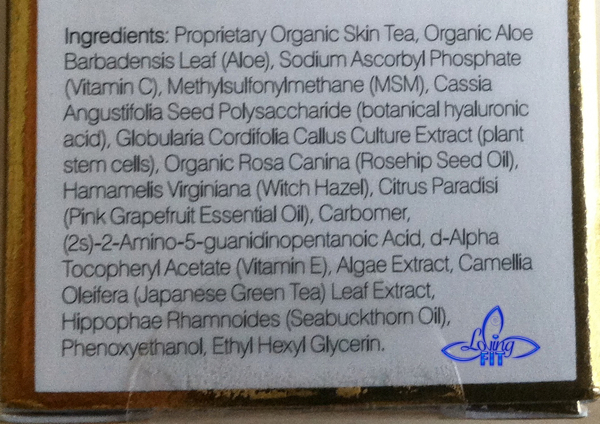 Ingredients: Proprietary Organic Skin Tea, Organic Aloe
Barbadensis Leaf (Aloe), Sodium Ascorbyl Phosphate
(Vitamin C), Methylsulfonylmethane (MSM), Cassia
Angustifolia Seed Polysaccharide (botanical hyaluronic
acid), Globularia Cordifolia Callus Culture Extract (plant
stem cells), Organic Rosa Canina (Rosehip Seed Oil),
Hamamelis Virginiana (Witch Hazel), Citrus Paradisi
(Pink Grapefruit Essential Oil), Carbomer,
(2s)-2-Amino-5-guanidinopentanoic Acid, d-Alpha
Tocopheryl Acetate (Vitamin E), Algae Extract, Camellia
Oleifera (Japanese Green Tea) Leaf Extract,
Hippophae Rhamnoides (Seabuckthorn Oil),
Phenoxyethanol, Ethyl Hexyl Glycerin.
Loving
FIT